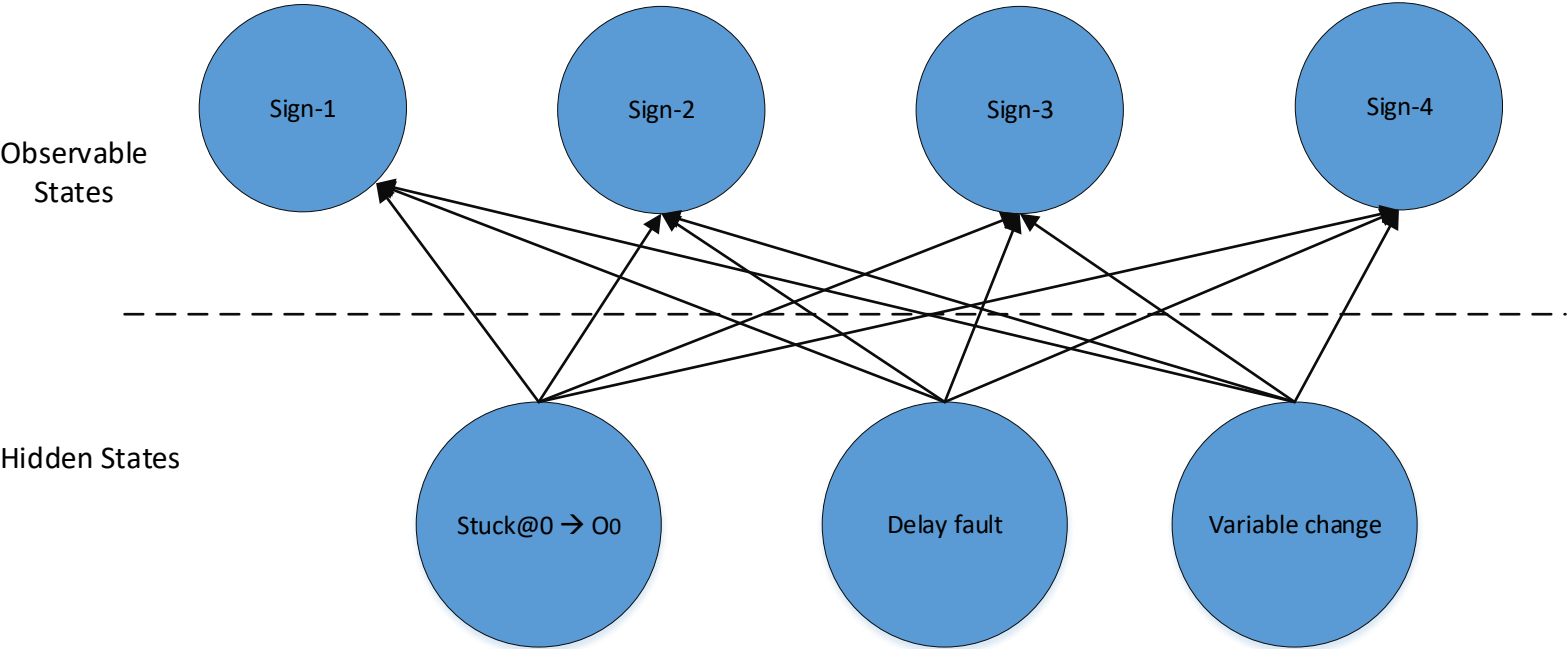 Sign-1
Sign-2
Sign-3
Sign-4
Observable
States
Hidden States
Stuck@0 → O0
Delay fault
Variable change